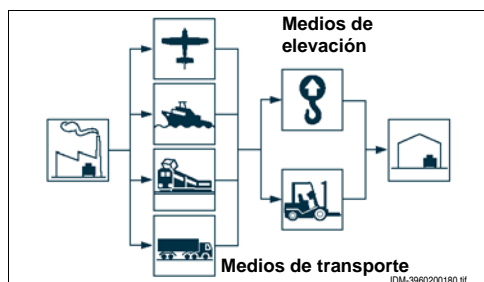 Medios de
elevación
Medios de transporte
IDM-3960200180.tif